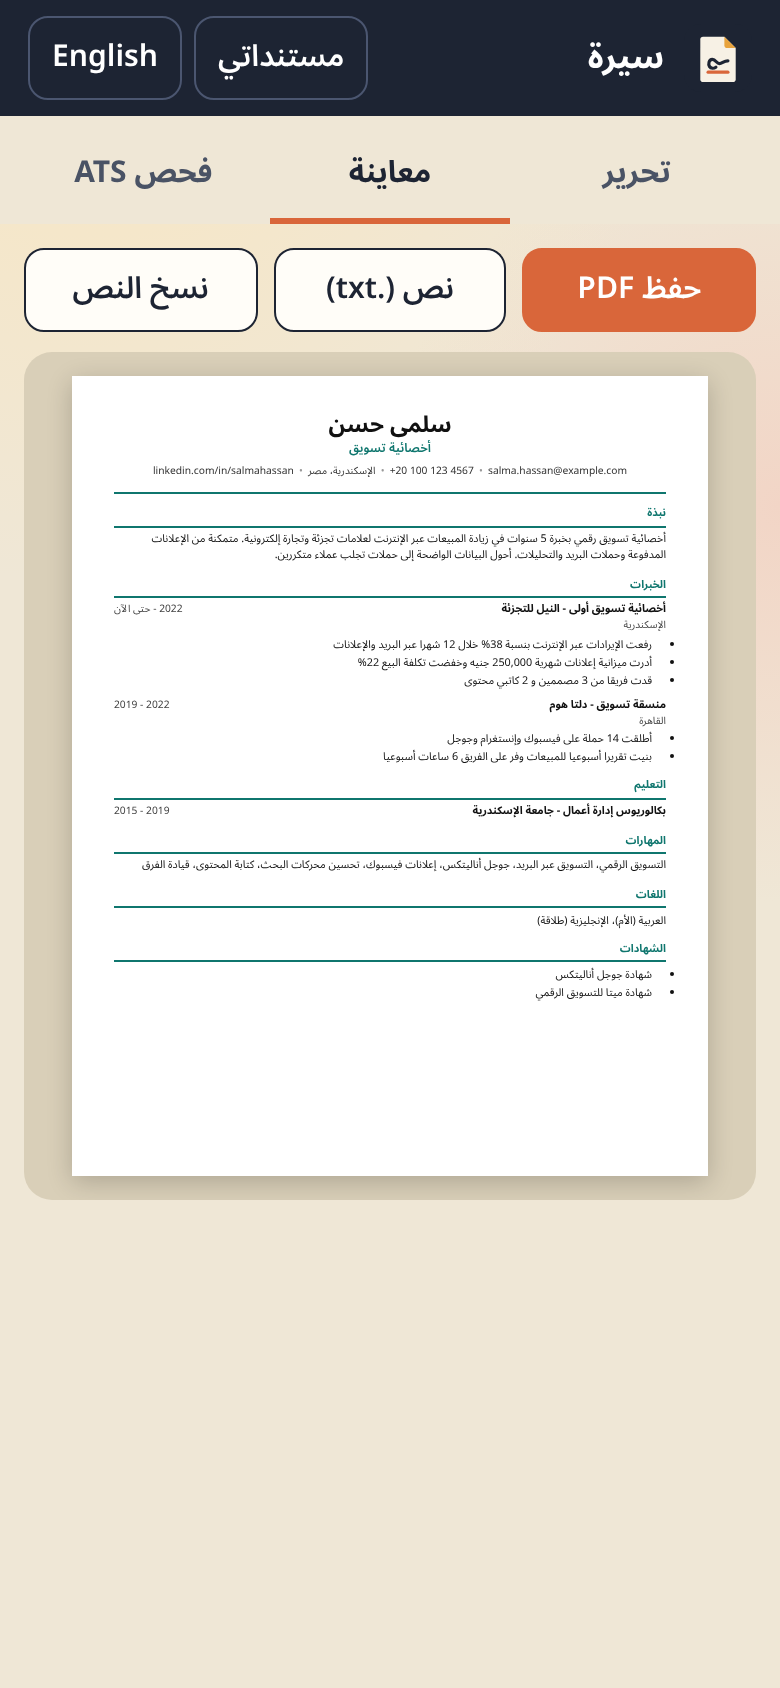 سيرة
مستنداتي
English
تحرير
معاينة
فحص ATS
حفظ PDF
نص (.txt)
نسخ النص
سلمى حسن
أخصائية تسويق
salma.hassan@example.com • +20 100 123 4567 • الإسكندرية، مصر • linkedin.com/in/salmahassan
نبذة
أخصائية تسويق رقمي بخبرة 5 سنوات في زيادة المبيعات عبر الإنترنت لعلامات تجزئة وتجارة إلكترونية. متمكنة من الإعلانات
المدفوعة وحملات البريد والتحليلات. أحول البيانات الواضحة إلى حملات تجلب عملاء متكررين.
الخبرات
أخصائية تسويق أولى - النيل للتجزئة
2022 - حتى الآن
الإسكندرية
• رفعت الإيرادات عبر الإنترنت بنسبة 38% خلال 12 شهرا عبر البريد والإعلانات
• أدرت ميزانية إعلانات شهرية 250,000 جنيه وخفضت تكلفة البيع 22%
• قدت فريقا من 3 مصممين و 2 كاتبي محتوى
منسقة تسويق - دلتا هوم
2019 - 2022
القاهرة
• أطلقت 14 حملة على فيسبوك وإنستغرام وجوجل
• بنيت تقريرا أسبوعيا للمبيعات وفر على الفريق 6 ساعات أسبوعيا
التعليم
بكالوريوس إدارة أعمال - جامعة الإسكندرية
2015 - 2019
المهارات
التسويق الرقمي، التسويق عبر البريد، جوجل أناليتكس، إعلانات فيسبوك، تحسين محركات البحث، كتابة المحتوى، قيادة الفرق
اللغات
العربية (الأم)، الإنجليزية (طلاقة)
الشهادات
• شهادة جوجل أناليتكس
• شهادة ميتا للتسويق الرقمي